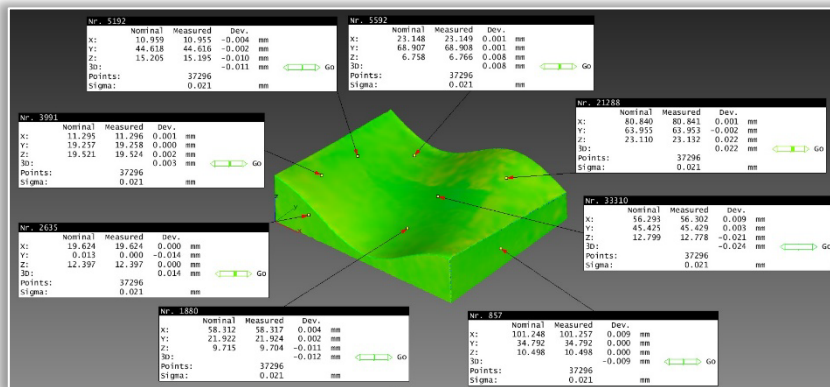 Nr. 5192
Nominal Measured Dev.
X: 10.959 10.955 -0.004 mm
Y: 44.618 44.616 -0.002 mm
Z: 15.205 15.195 -0.010 mm
3D: -0.011 mm Go
Points: 37296
Sigma: 0.021 mm
Nr. 5592
Nominal Measured Dev.
X: 23.148 23.149 0.001 mm
Y: 68.907 68.908 0.001 mm
Z: 6.758 6.766 0.008 mm
3D: 0.008 mm Go
Points: 37296
Sigma: 0.021 mm
Nr. 3991
Nominal Measured Dev.
X: 11.295 11.296 0.001 mm
Y: 19.257 19.258 0.000 mm
Z: 19.521 19.524 0.002 mm
3D: 0.003 mm Go
Points: 37296
Sigma: 0.021 mm
Nr. 21288
Nominal Measured Dev.
X: 80.840 80.841 0.001 mm
Y: 63.955 63.953 -0.002 mm
Z: 23.110 23.132 0.022 mm
3D: 0.022 mm Go
Points: 37296
Sigma: 0.021 mm
Nr. 2635
Nominal Measured Dev.
X: 19.624 19.624 0.000 mm
Y: 0.013 0.000 -0.014 mm
Z: 12.397 12.397 0.000 mm
3D: 0.014 mm Go
Points: 37296
Sigma: 0.021 mm
Nr. 33310
Nominal Measured Dev.
X: 56.293 56.302 0.009 mm
Y: 45.425 45.429 0.003 mm
Z: 12.799 12.778 -0.021 mm
3D: -0.024 mm Go
Points: 37296
Sigma: 0.021 mm
Nr. 1880
Nominal Measured Dev.
X: 58.312 58.317 0.004 mm
Y: 21.922 21.924 0.002 mm
Z: 9.715 9.704 -0.011 mm
3D: -0.012 mm Go
Points: 37296
Sigma: 0.021 mm
Nr. 857
Nominal Measured Dev.
X: 101.248 101.257 0.009 mm
Y: 34.792 34.792 0.000 mm
Z: 10.498 10.498 0.000 mm
3D: -0.009 mm Go
Points: 37296
Sigma: 0.021 mm